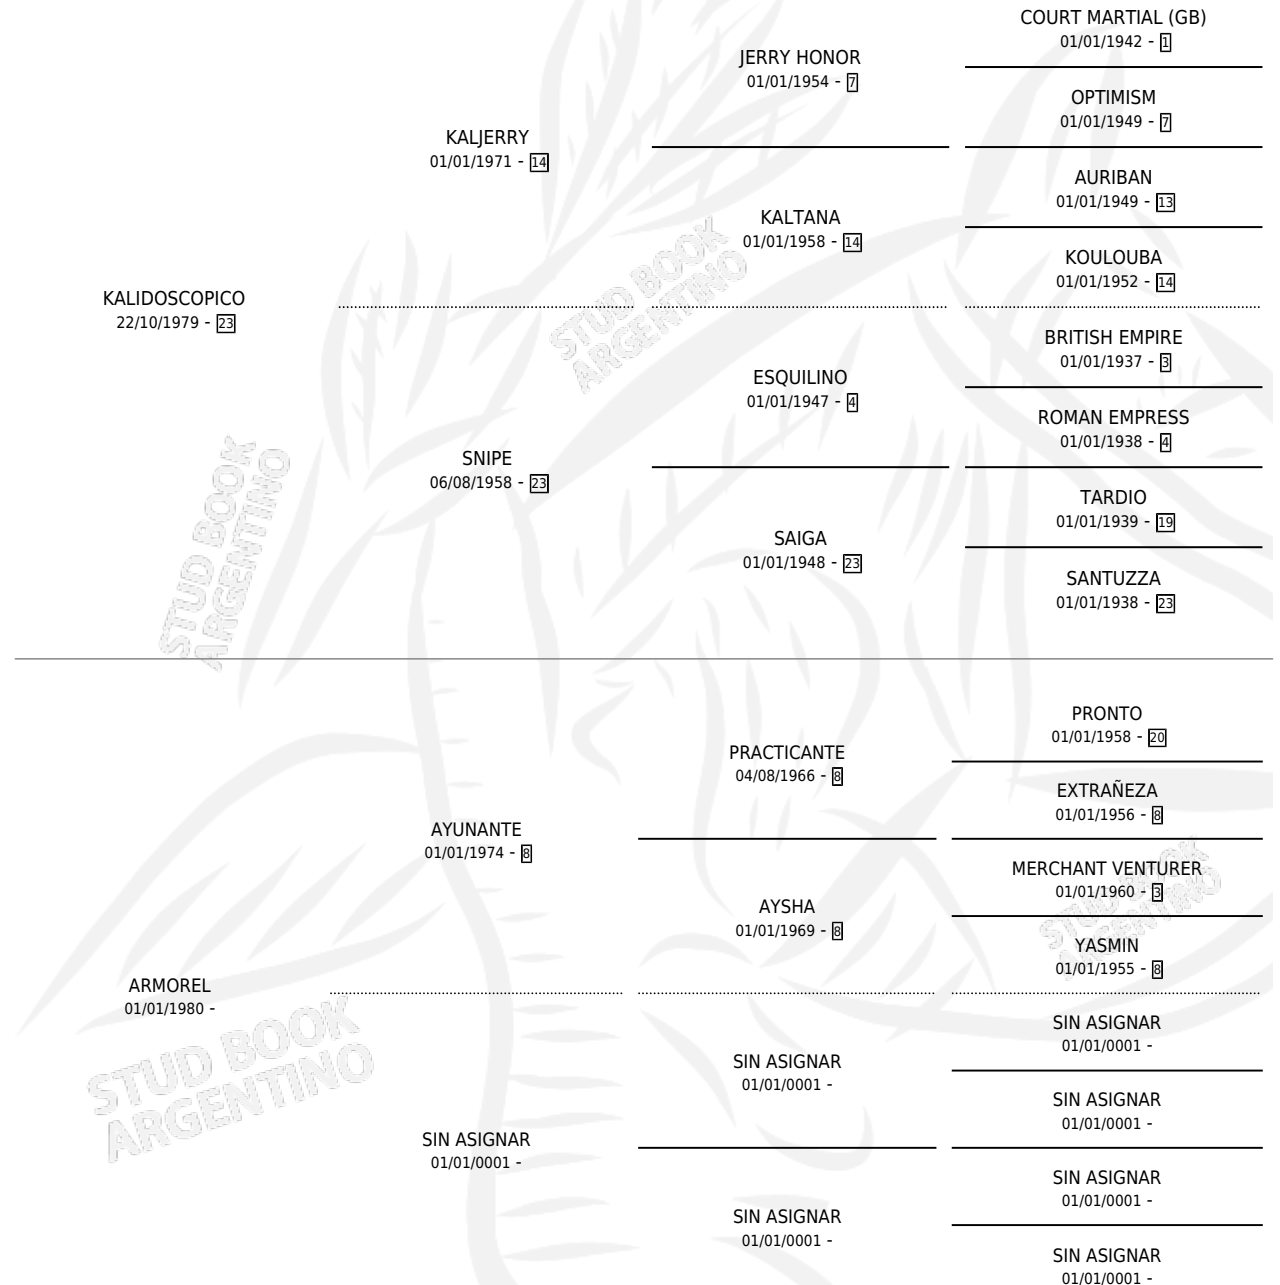 COURT MARTIAL (GB)
01/01/1942 - 1
JERRY HONOR
01/01/1954 - 7
OPTIMISM
01/01/1949 - 7
KALJERRY
01/01/1971 - 14
AURIBAN
01/01/1949 - 13
KALTANA
01/01/1958 - 14
KOULOUBA
01/01/1952 - 14
KALIDOSCOPICO
22/10/1979 - 23
BRITISH EMPIRE
01/01/1937 - 3
ESQUILINO
01/01/1947 - 4
ROMAN EMPRESS
01/01/1938 - 4
SNIPE
06/08/1958 - 23
TARDIO
01/01/1939 - 19
SAIGA
01/01/1948 - 23
SANTUZZA
01/01/1938 - 23
PRONTO
01/01/1958 - 20
PRACTICANTE
04/08/1966 - 8
EXTRAÑEZA
01/01/1956 - 8
AYUNANTE
01/01/1974 - 8
MERCHANT VENTURER
01/01/1960 - 3
AYSHA
01/01/1969 - 8
YASMIN
01/01/1955 - 8
ARMOREL
01/01/1980 -
SIN ASIGNAR
01/01/0001 -
SIN ASIGNAR
01/01/0001 -
SIN ASIGNAR
01/01/0001 -
SIN ASIGNAR
01/01/0001 -
SIN ASIGNAR
01/01/0001 -
SIN ASIGNAR
01/01/0001 -
SIN ASIGNAR
01/01/0001 -
STUD BOOK
ARGENTINO
STUD BOOK
ARGENTINO
STUD BOOK
ARGENTINO
STUD BOOK
ARGENTINO